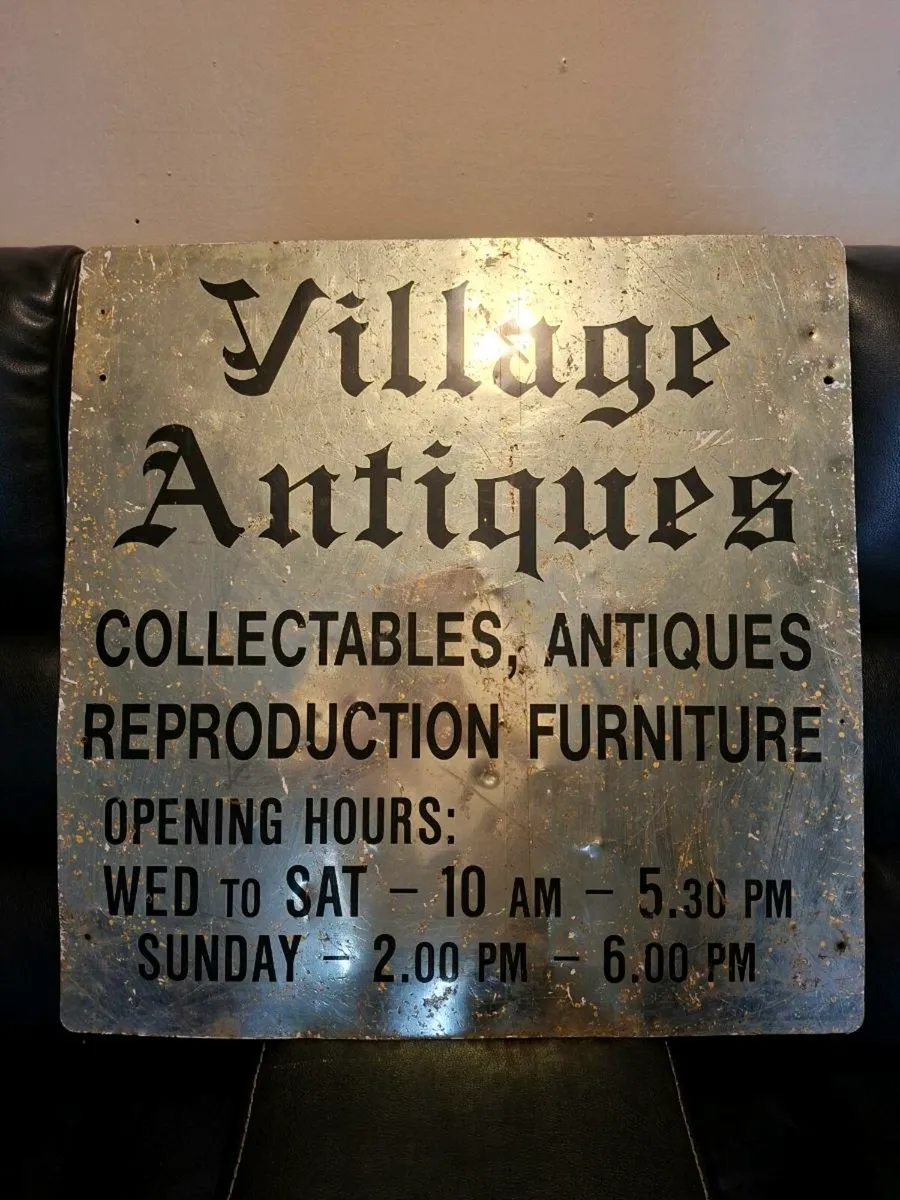 Village
Antiques
COLLECTABLES, ANTIQUES
REPRODUCTION FURNITURE
OPENING HOURS:
WED TO SAT – 10 AM – 5.30 PM
SUNDAY – 2.00 PM – 6.00 PM